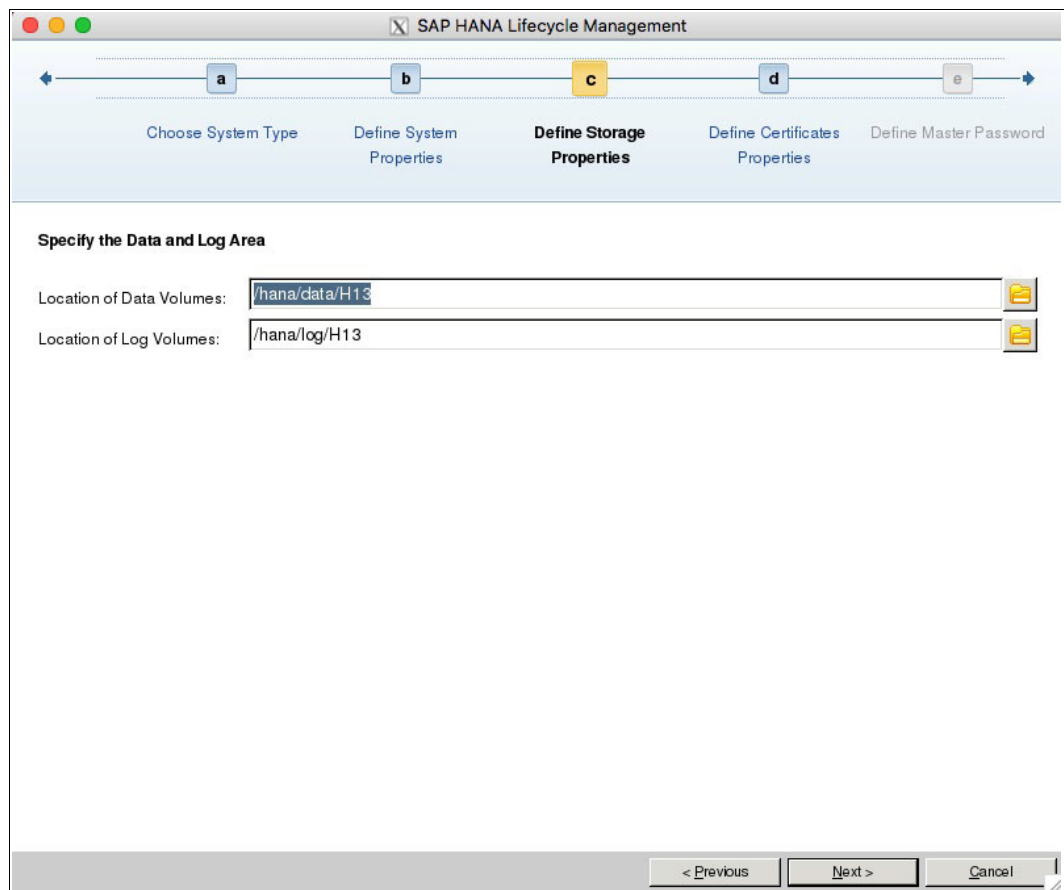 SAP HANA Lifecycle Management
a b c d e
Choose System Type Define System Define Storage Define Certificates Define Master Password
Properties Properties Properties
Specify the Data and Log Area
Location of Data Volumes: /hana/data/H13
Location of Log Volumes: /hana/log/H13
< Previous Next > Cancel